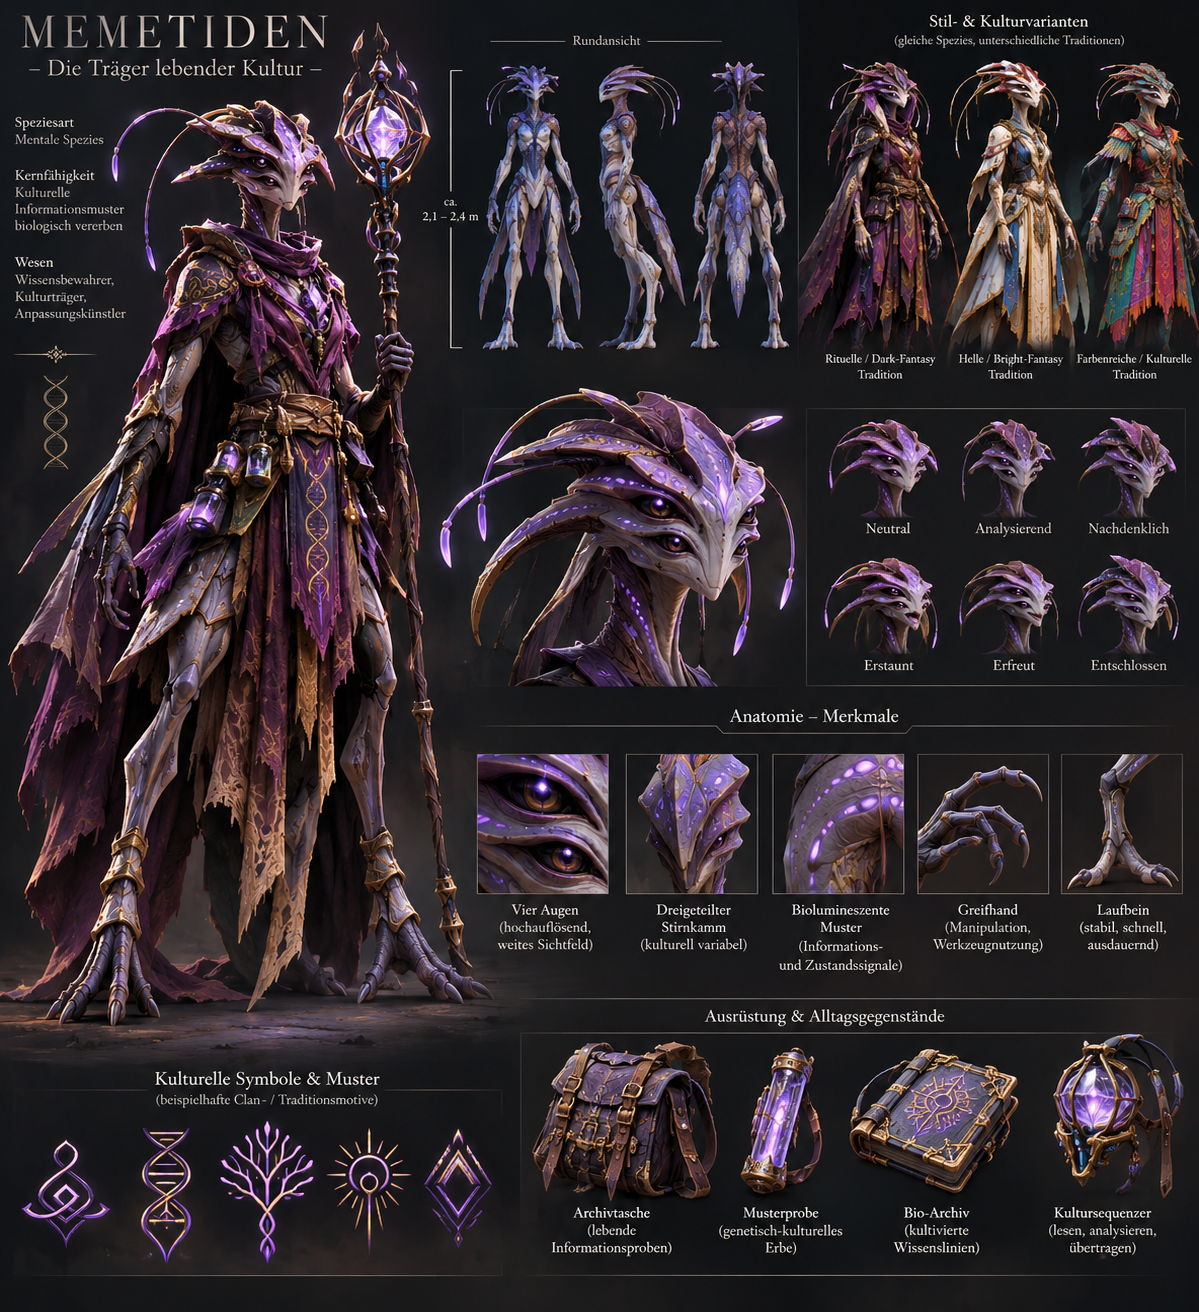 MEMETIDEN
– Die Träger lebender Kultur –
Speziesart
Mentale Spezies
Kernfähigkeit
Kulturelle
Informationsmuster
biologisch vererben
Wesen
Wissensbewahrer,
Kulturträger,
Anpassungskünstler
Rundansicht
ca.
2,1 – 2,4 m
Stil- & Kulturvarianten
(gleiche Spezies, unterschiedliche Traditionen)
Rituelle / Dark-Fantasy
Tradition
Helle / Bright-Fantasy
Tradition
Farbenreiche / Kulturelle
Tradition
Neutral
Analysierend
Nachdenklich
Erstaunt
Erfreut
Entschlossen
Anatomie – Merkmale
Vier Augen
(hochauflösend,
weites Sichtfeld)
Dreigeteilter
Stirnkamm
(kulturell variabel)
Biolumineszente
Muster
(Informations-
und Zustandssignale)
Greifhand
(Manipulation,
Werkzeugnutzung)
Laufbein
(stabil, schnell,
ausdauernd)
Ausrüstung & Alltagsgegenstände
Archivtasche
(lebende
Informationsproben)
Musterprobe
(genetisch-kulturelles
Erbe)
Bio-Archiv
(kultivierte
Wissenslinien)
Kultursequenzer
(lesen, analysieren,
übertragen)
Kulturelle Symbole & Muster
(beispielhafte Clan- / Traditionsmotive)